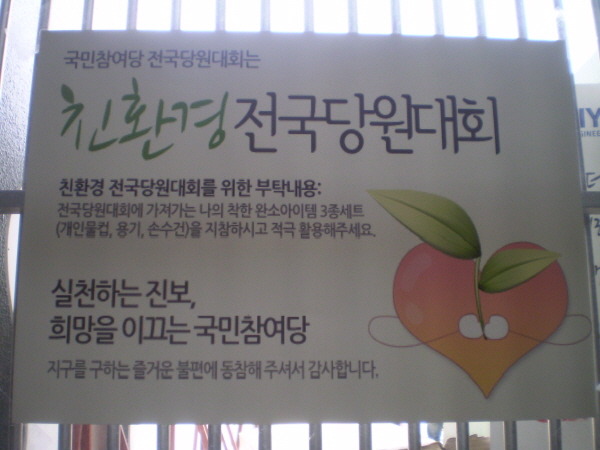 국민참여당 전국당원대회는
친환경 전국당원대회
친환경 전국당원대회를 위한 부탁내용:
전국당원대회에 가져가는 나의 착한 완소아이템 3종세트
(개인물컵, 용기, 손수건)을 지참하시고 적극 활용해주세요.
실천하는 진보,
희망을 이끄는 국민참여당
지구를 구하는 즐거운 불편에 동참해 주셔서 감사합니다.